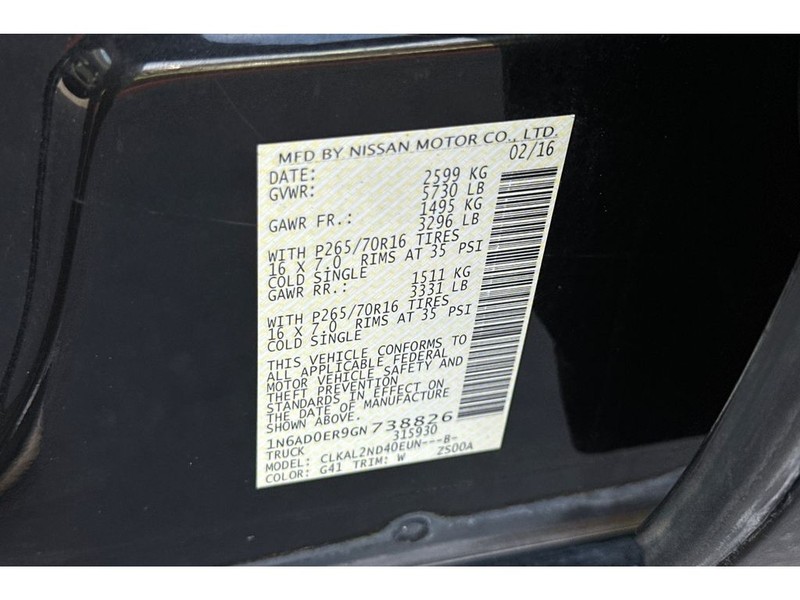 MFD BY NISSAN MOTOR CO., LTD.
DATE: 02/16
GVWR: 2599 KG
5730 LB
GAWR FR.: 1495 KG
3296 LB
WITH P265/70R16 TIRES
16 X 7.0 RIMS AT 35 PSI
COLD SINGLE
GAWR RR.: 1511 KG
3331 LB
WITH P265/70R16 TIRES
16 X 7.0 RIMS AT 35 PSI
COLD SINGLE
THIS VEHICLE CONFORMS TO
ALL APPLICABLE FEDERAL
MOTOR VEHICLE SAFETY AND
THEFT PREVENTION
STANDARDS IN EFFECT ON
THE DATE OF MANUFACTURE
SHOWN ABOVE.
1N6AD0ER9GN738826
TRUCK 315930
MODEL: CLKAL2ND40EUN---B-
COLOR: G41 TRIM: W ZS00A